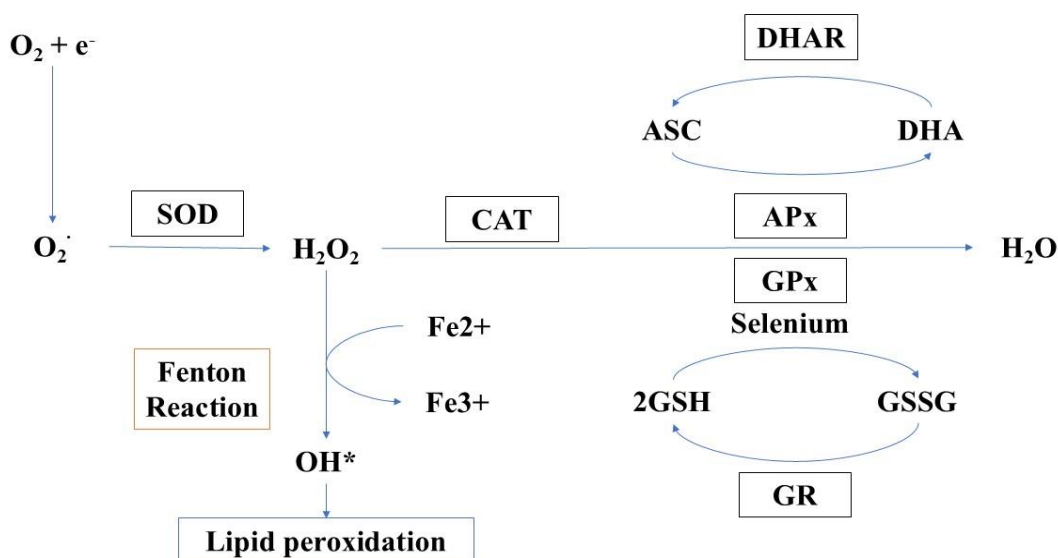 O₂ + e⁻
DHAR
ASC
DHA
SOD
CAT
APx
O₂˙
H₂O₂
H₂O
GPx
Selenium
Fe2+
Fenton
Reaction
Fe3+
2GSH
GSSG
OH*
GR
Lipid peroxidation